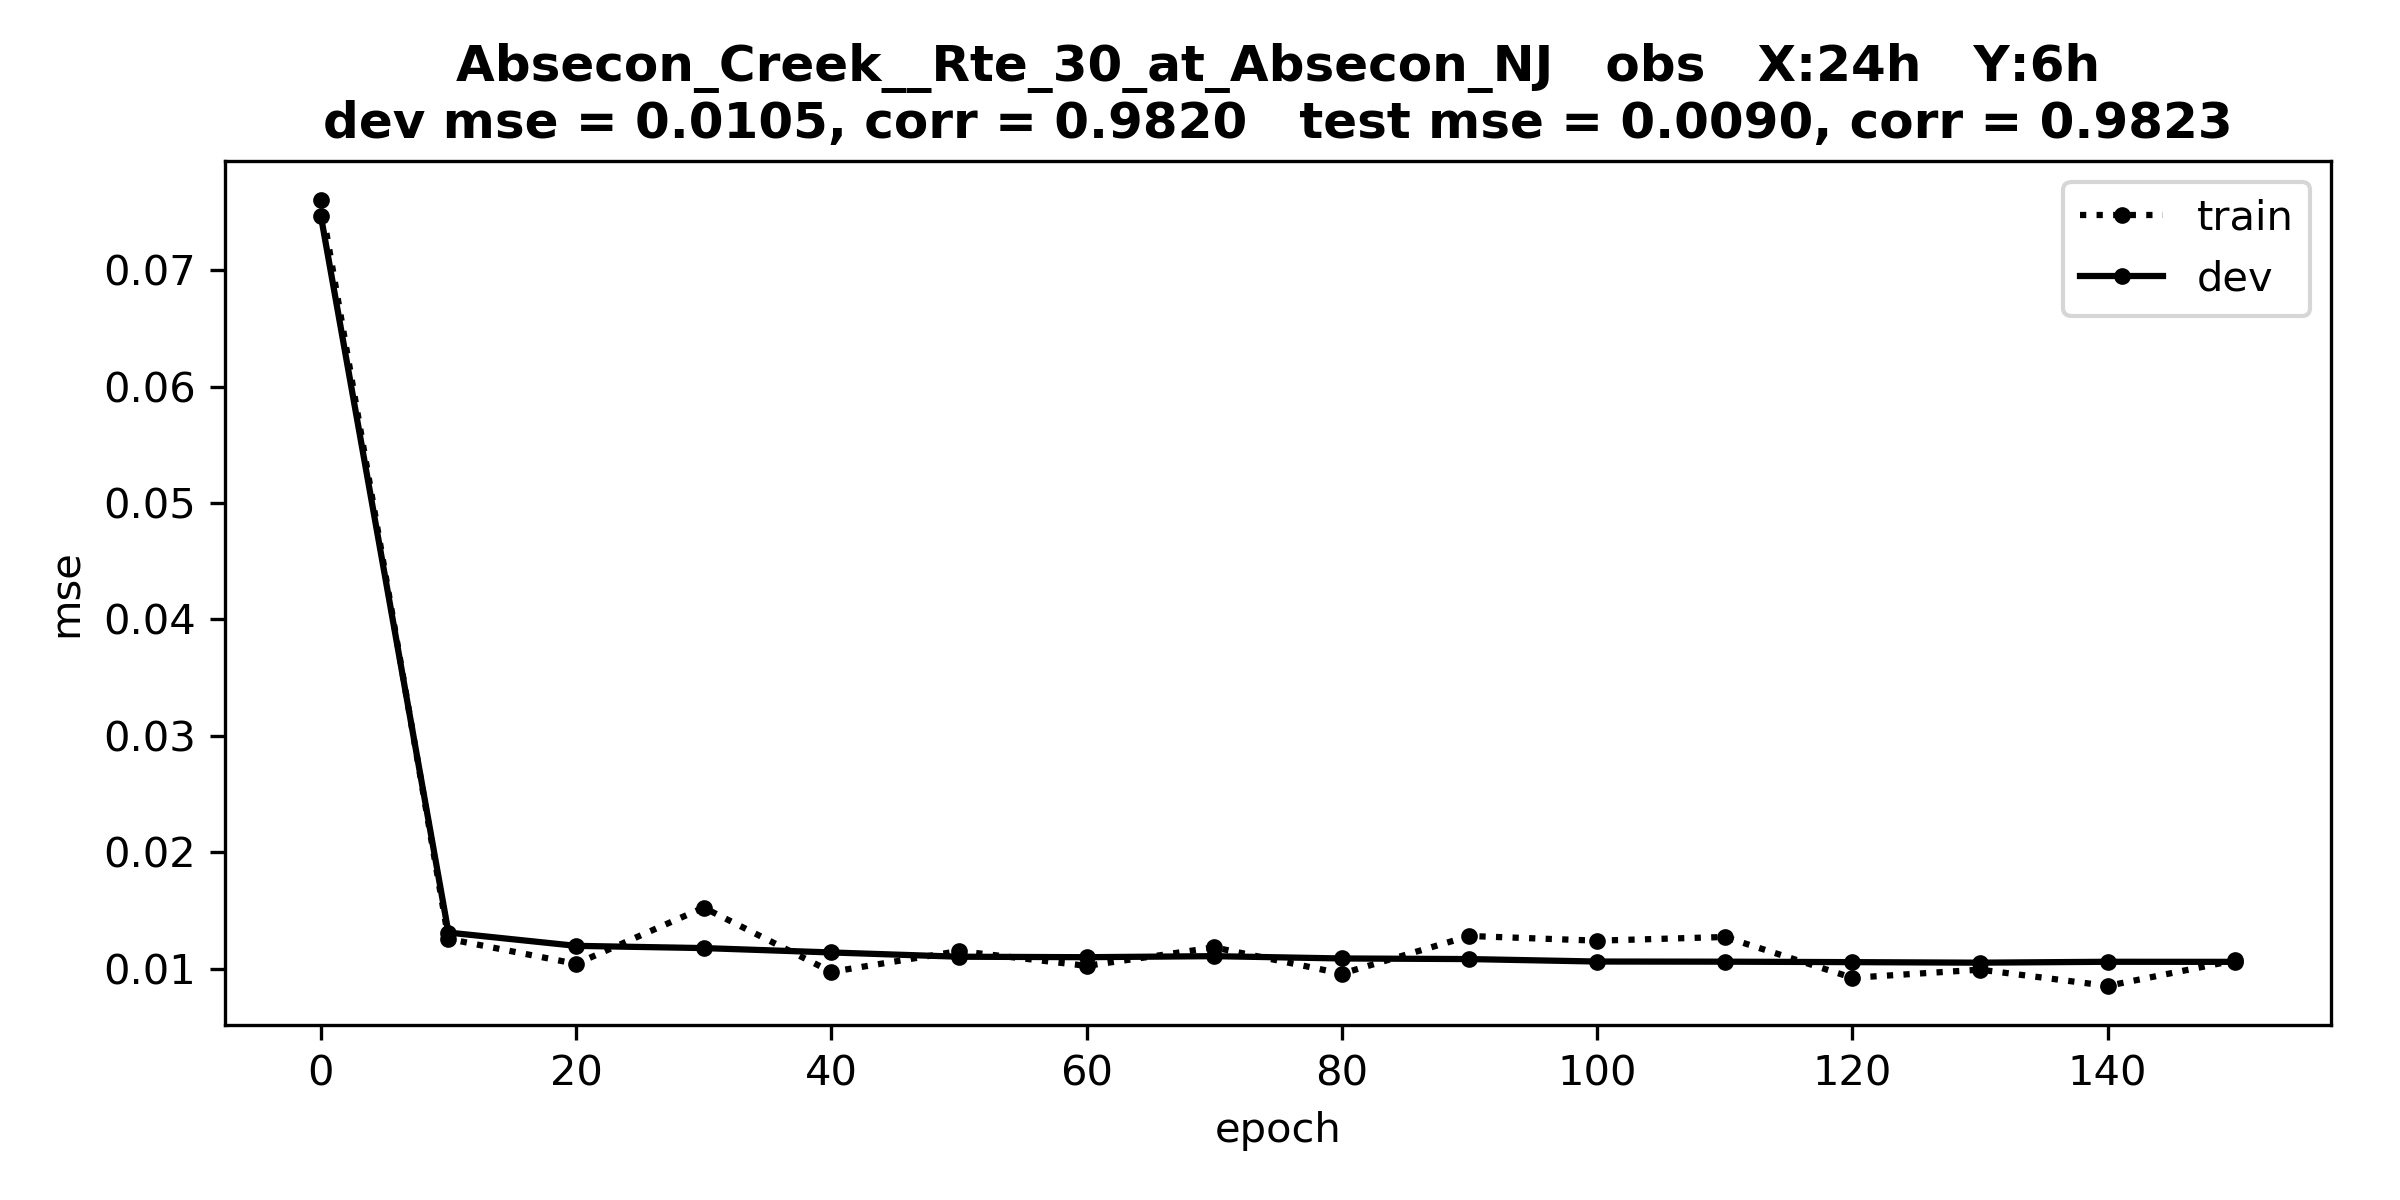 Absecon_Creek__Rte_30_at_Absecon_NJ   obs   X:24h   Y:6h
dev mse = 0.0105, corr = 0.9820   test mse = 0.0090, corr = 0.9823
train
dev
0.07
0.06
0.05
0.04
0.03
0.02
0.01
mse
0 20 40 60 80 100 120 140
epoch